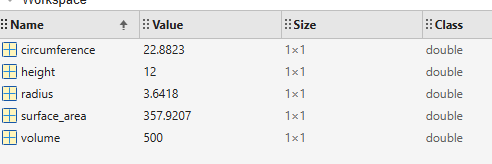 Workspace
Name Value Size Class
circumference 22.8823 1×1 double
height 12 1×1 double
radius 3.6418 1×1 double
surface_area 357.9207 1×1 double
volume 500 1×1 double